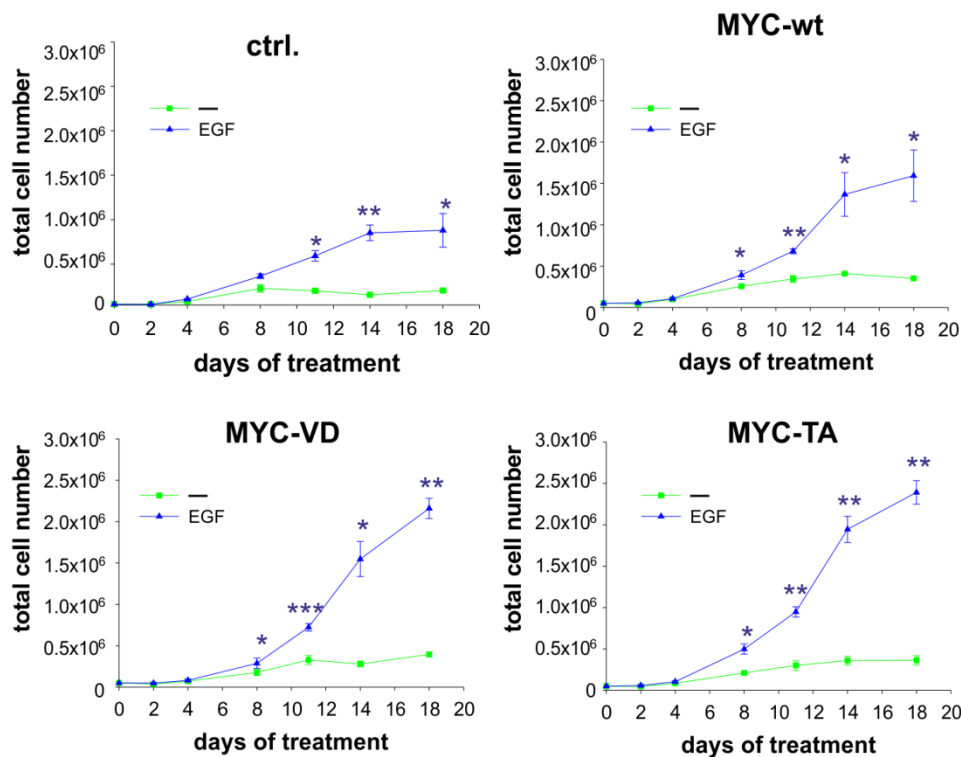 ctrl.
total cell number
3.0x10⁶
2.5x10⁶
2.0x10⁶
1.5x10⁶
1.0x10⁶
0.5x10⁶
0
—
EGF
*
**
*
0 2 4 6 8 10 12 14 16 18 20
days of treatment
MYC-wt
total cell number
3.0x10⁶
2.5x10⁶
2.0x10⁶
1.5x10⁶
1.0x10⁶
0.5x10⁶
0
—
EGF
*
**
*
*
0 2 4 6 8 10 12 14 16 18 20
days of treatment
MYC-VD
total cell number
3.0x10⁶
2.5x10⁶
2.0x10⁶
1.5x10⁶
1.0x10⁶
0.5x10⁶
0
—
EGF
*
***
*
**
0 2 4 6 8 10 12 14 16 18 20
days of treatment
MYC-TA
total cell number
3.0x10⁶
2.5x10⁶
2.0x10⁶
1.5x10⁶
1.0x10⁶
0.5x10⁶
0
—
EGF
*
**
**
**
0 2 4 6 8 10 12 14 16 18 20
days of treatment